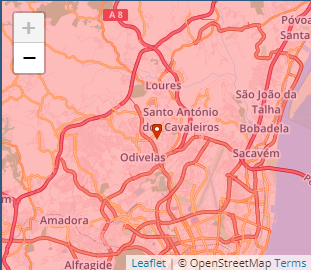 +
−
A 8
Póvoa
Santa
Loures
São João da
Talha
Santo António
dos Cavaleiros
Bobadela
Odivelas
Sacavém
Amadora
Alfragide
Leaflet | © OpenStreetMap Terms